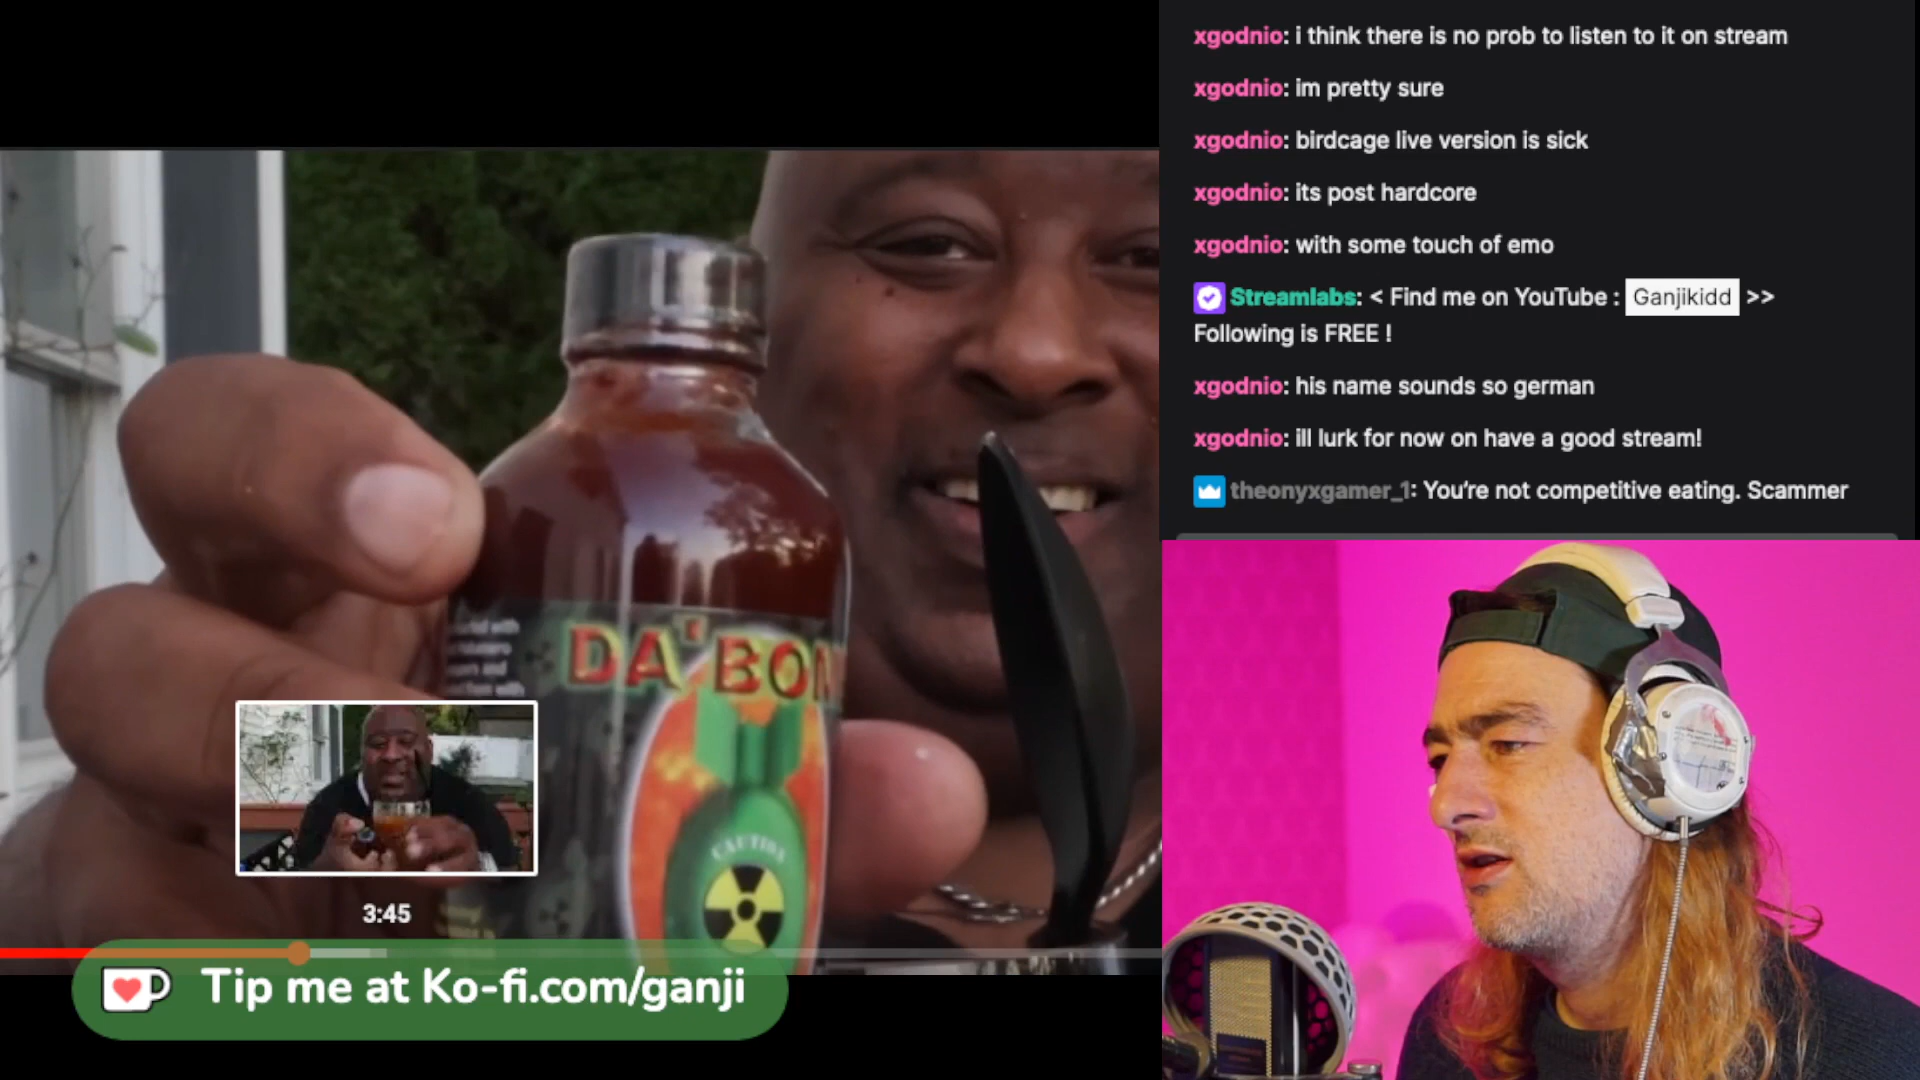 xgodnio: i think there is no prob to listen to it on stream
xgodnio: im pretty sure
xgodnio: birdcage live version is sick
xgodnio: its post hardcore
xgodnio: with some touch of emo
Streamlabs: < Find me on YouTube : Ganjikidd >>
Following is FREE !
xgodnio: his name sounds so german
xgodnio: ill lurk for now on have a good stream!
theonyxgamer_1: You're not competitive eating. Scammer
DA' BOM
CAUTION
3:45
Tip me at Ko-fi.com/ganji